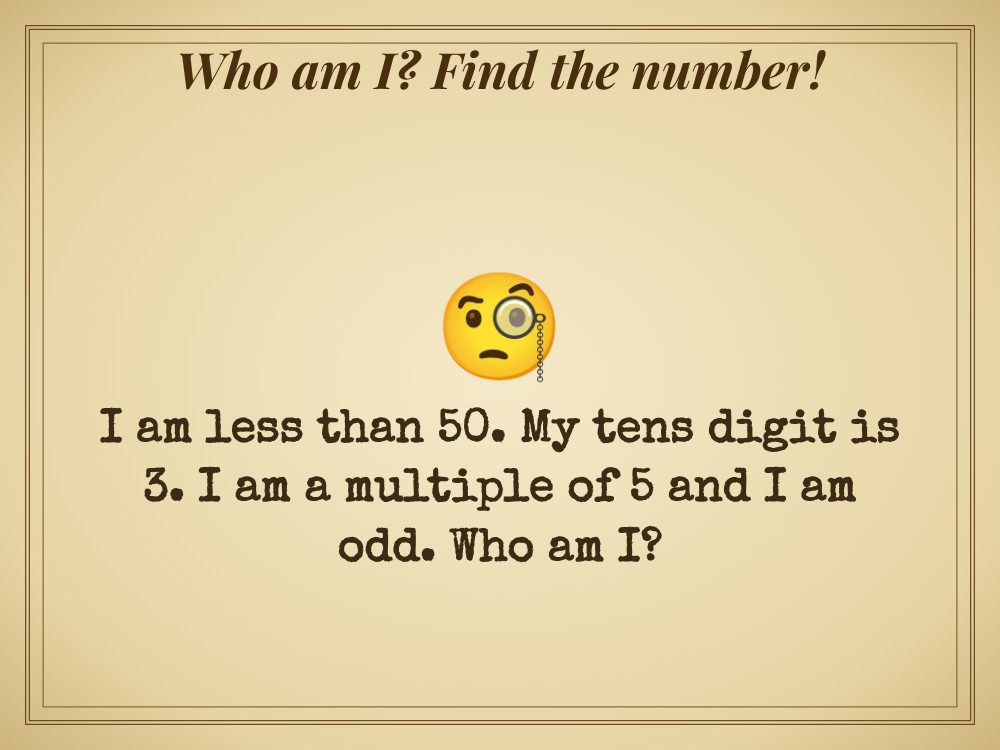 Who am I? Find the number!
I am less than 50. My tens digit is
3. I am a multiple of 5 and I am
odd. Who am I?